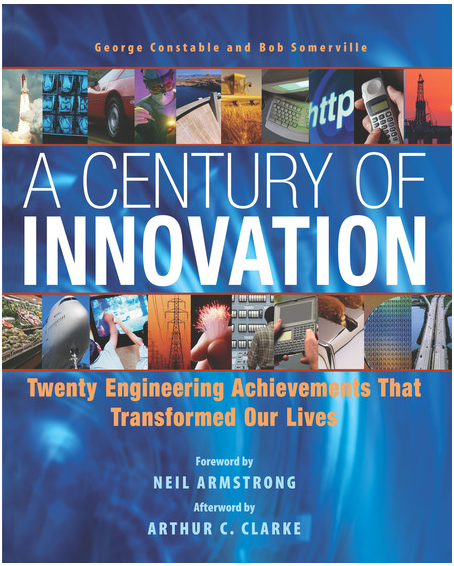 George Constable and Bob Somerville
http
A CENTURY OF
INNOVATION
Twenty Engineering Achievements That
Transformed Our Lives
Foreword by
NEIL ARMSTRONG
Afterword by
ARTHUR C. CLARKE